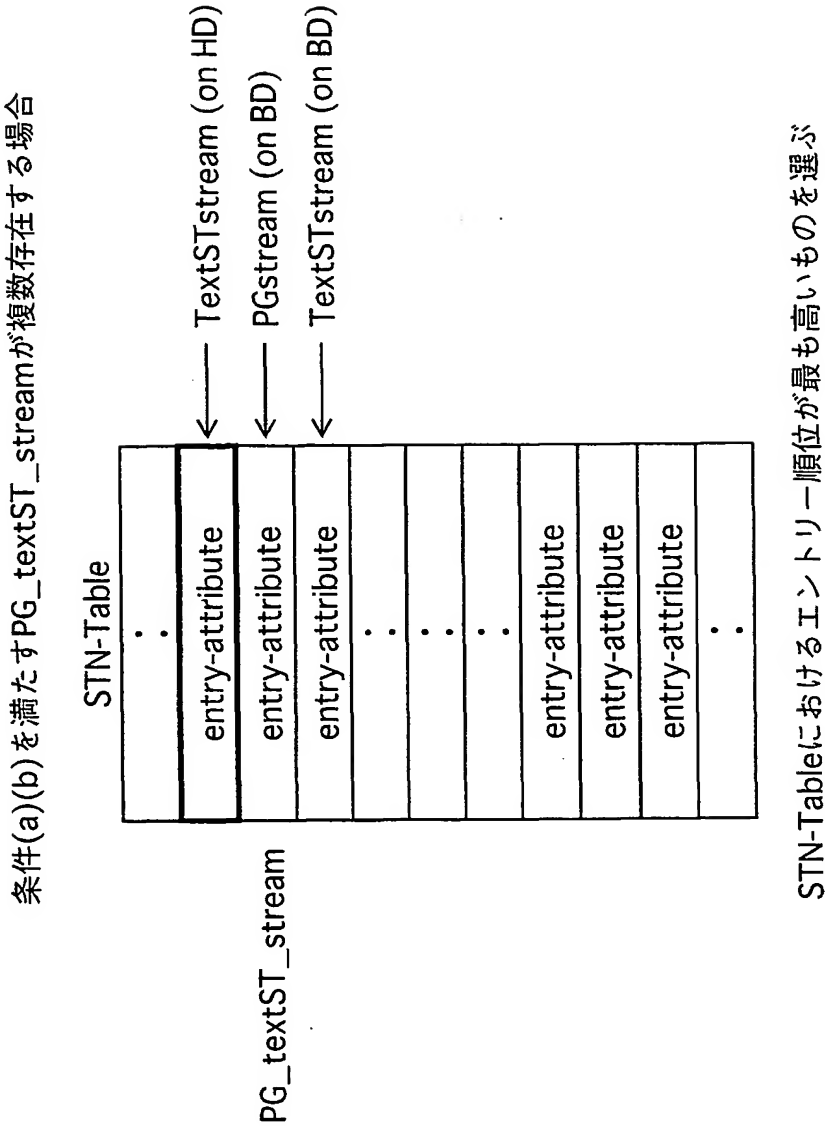 条件(a)(b)を満たすPG_textST_streamが複数存在する場合
STN-Table
:
entry-attribute
TextSTstream (on HD)
PG_textST_stream
entry-attribute
PGstream (on BD)
entry-attribute
TextSTstream (on BD)
:
:
:
entry-attribute
entry-attribute
entry-attribute
:
STN-Tableにおけるエントリー順位が最も高いものを選ぶ